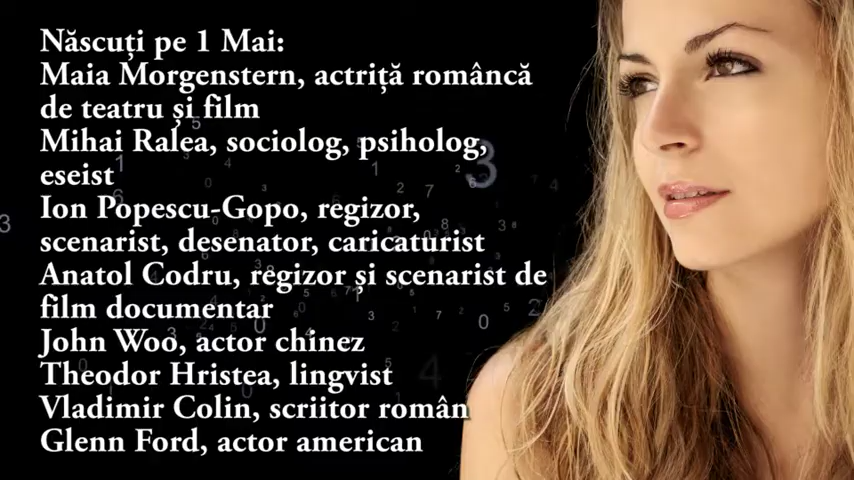 Născuți pe 1 Mai:
Maia Morgenstern, actriță româncă
de teatru și film
Mihai Ralea, sociolog, psiholog,
eseist
Ion Popescu-Gopo, regizor,
scenarist, desenator, caricaturist
Anatol Codru, regizor și scenarist de
film documentar
John Woo, actor chinez
Theodor Hristea, lingvist
Vladimir Colin, scriitor român
Glenn Ford, actor american